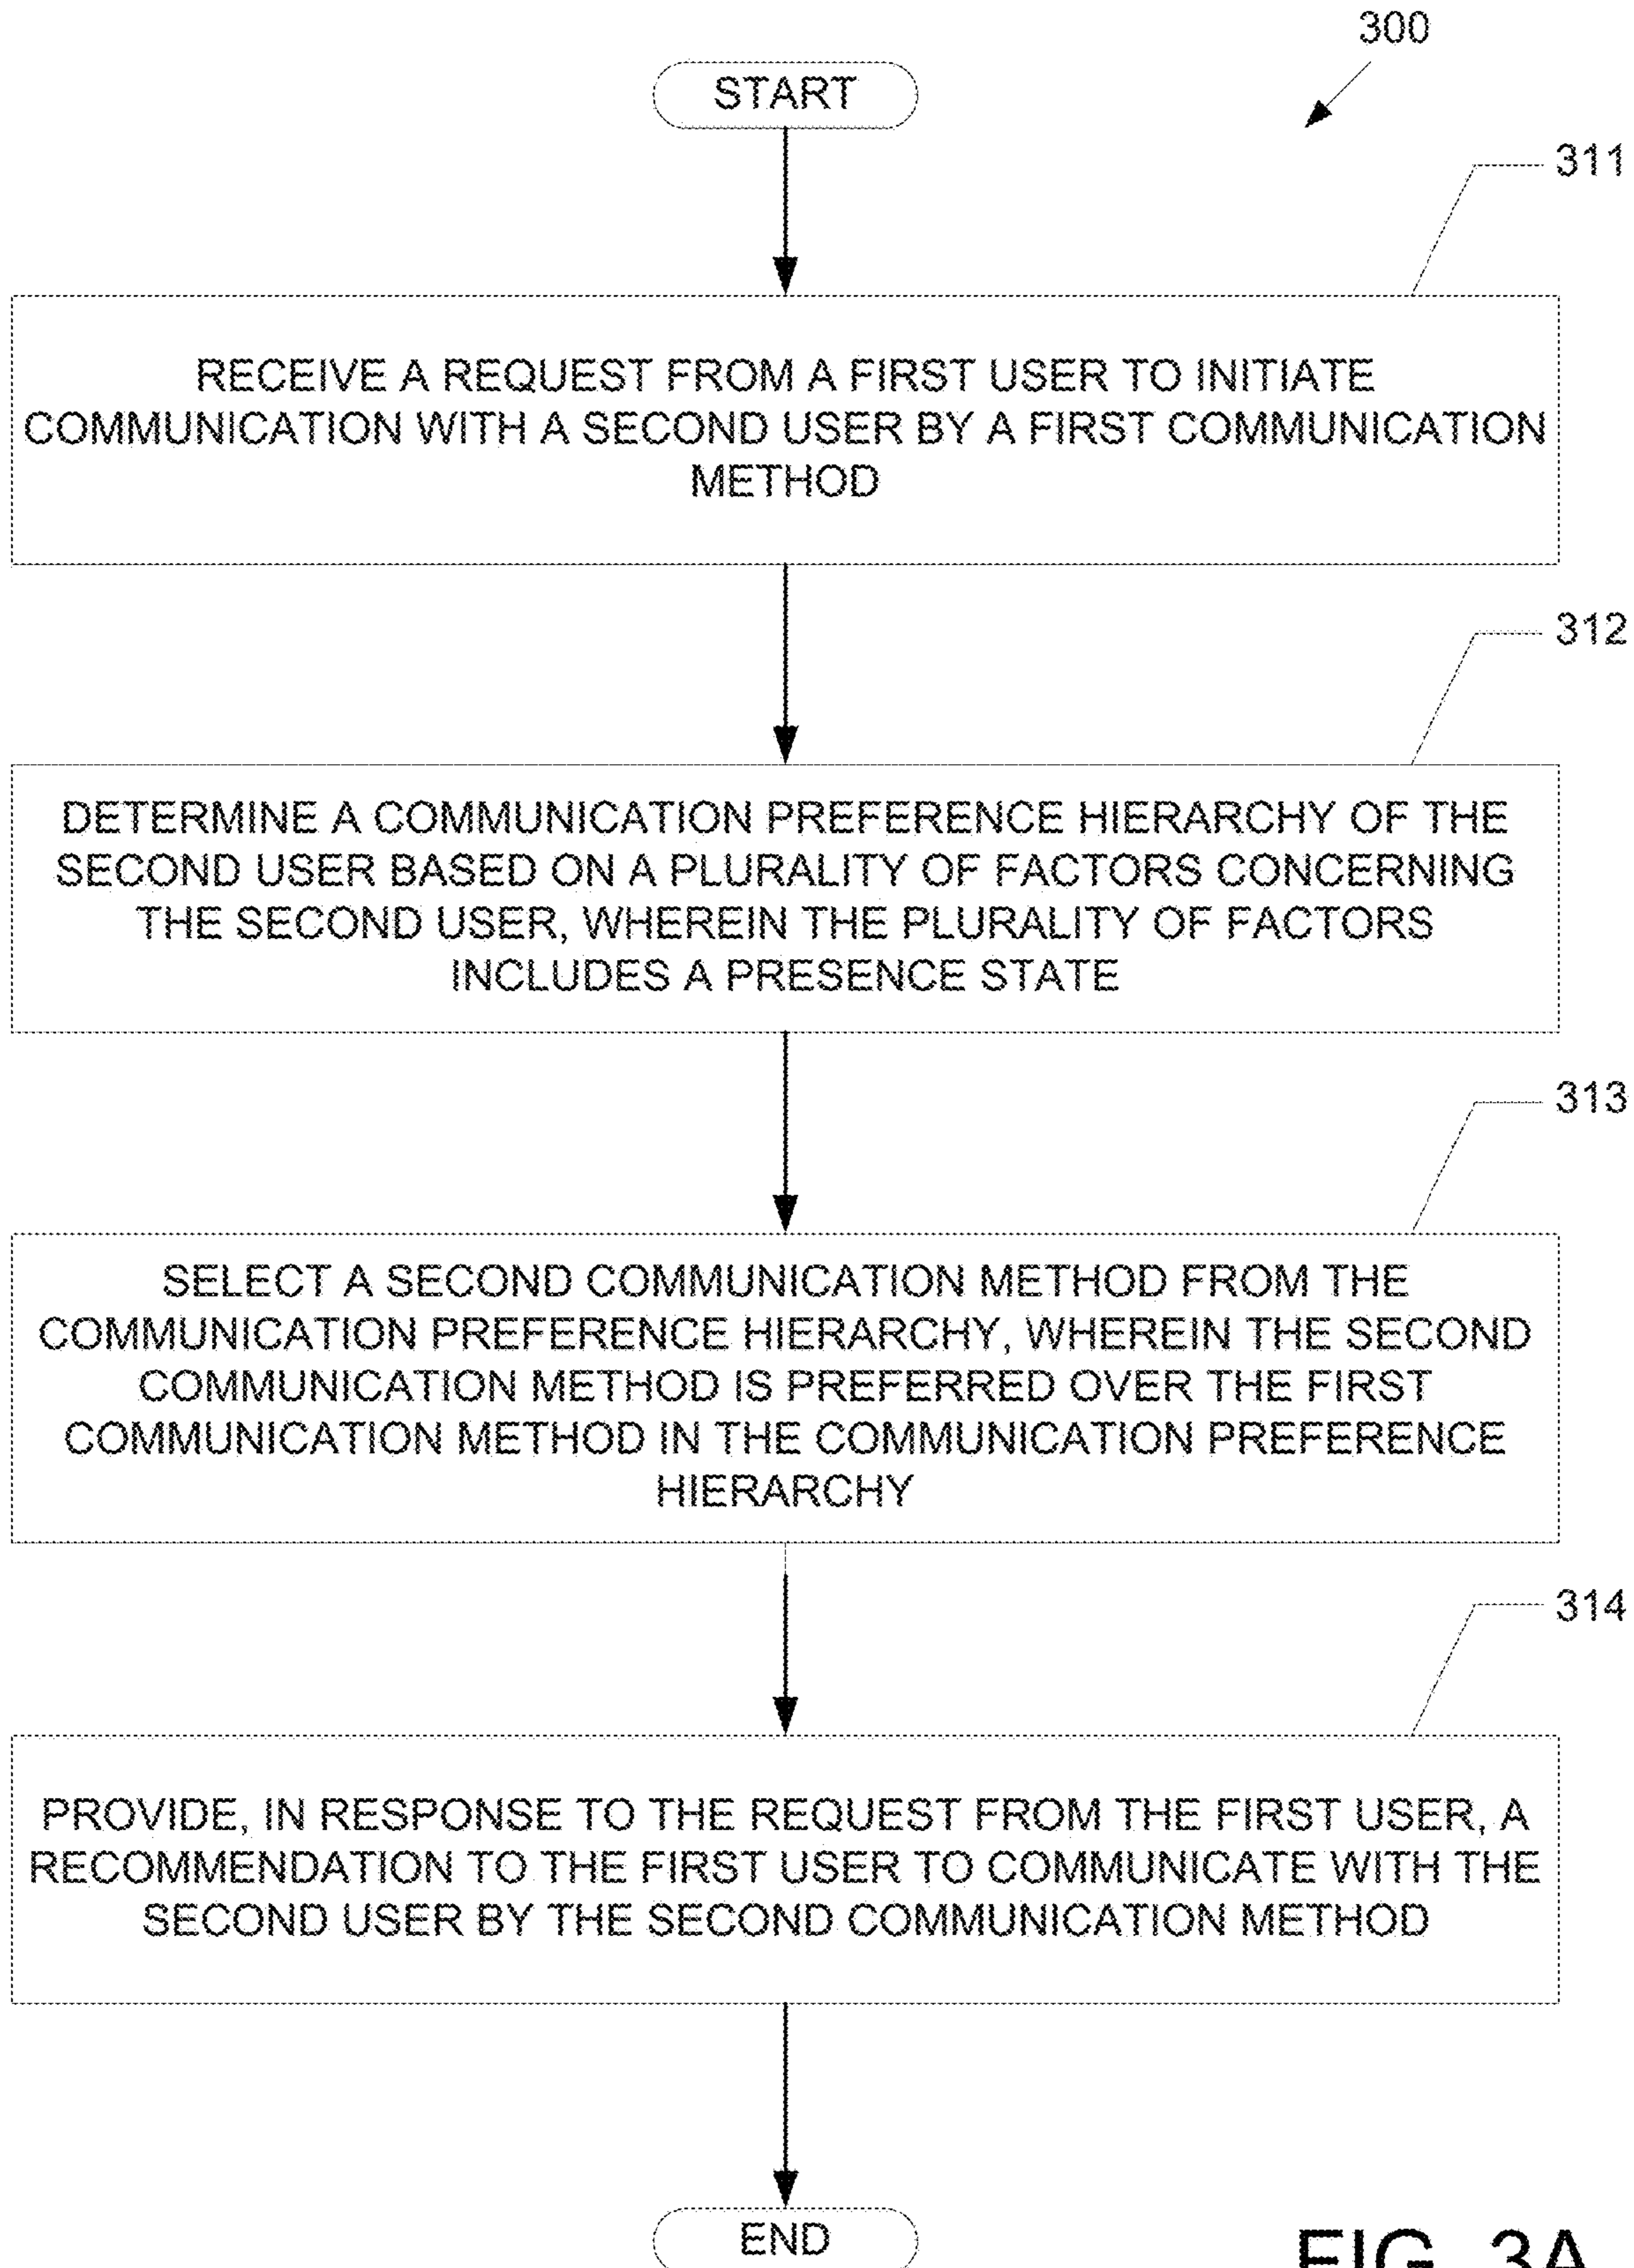 300
START
311
RECEIVE A REQUEST FROM A FIRST USER TO INITIATE
COMMUNICATION WITH A SECOND USER BY A FIRST COMMUNICATION
METHOD
312
DETERMINE A COMMUNICATION PREFERENCE HIERARCHY OF THE
SECOND USER BASED ON A PLURALITY OF FACTORS CONCERNING
THE SECOND USER, WHEREIN THE PLURALITY OF FACTORS
INCLUDES A PRESENCE STATE
313
SELECT A SECOND COMMUNICATION METHOD FROM THE
COMMUNICATION PREFERENCE HIERARCHY, WHEREIN THE SECOND
COMMUNICATION METHOD IS PREFERRED OVER THE FIRST
COMMUNICATION METHOD IN THE COMMUNICATION PREFERENCE
HIERARCHY
314
PROVIDE, IN RESPONSE TO THE REQUEST FROM THE FIRST USER, A
RECOMMENDATION TO THE FIRST USER TO COMMUNICATE WITH THE
SECOND USER BY THE SECOND COMMUNICATION METHOD
END
FIG. 3A